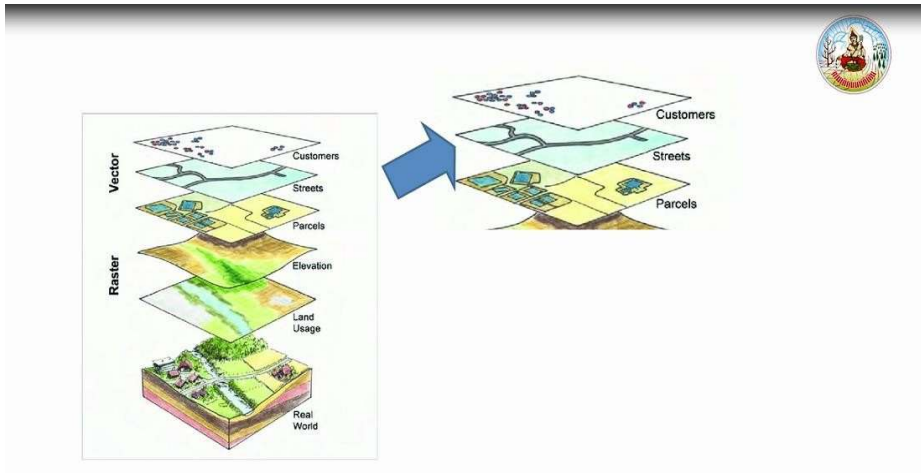 Vector
Customers
Streets
Parcels
Raster
Elevation
Land
Usage
Real
World
Customers
Streets
Parcels